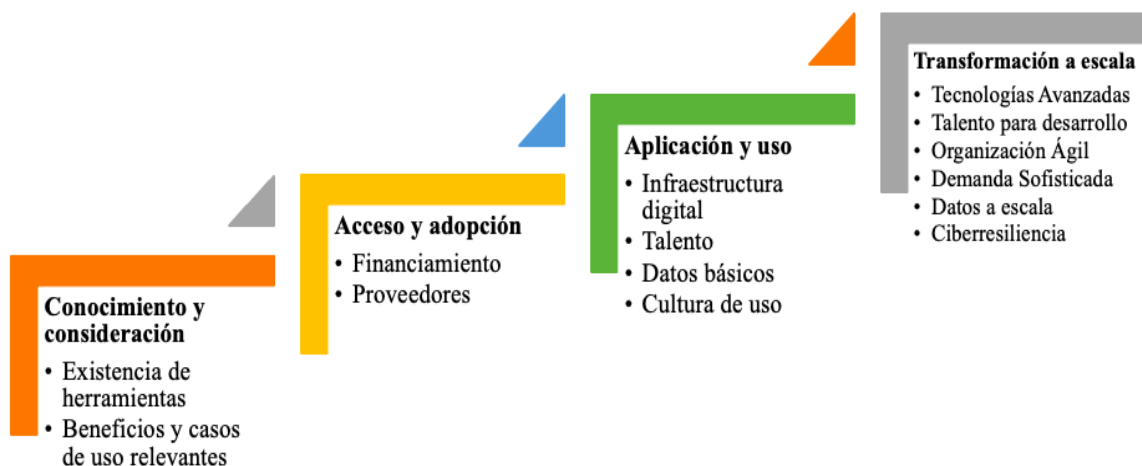 Conocimiento y
consideración
• Existencia de
herramientas
• Beneficios y casos
de uso relevantes
Acceso y adopción
• Financiamiento
• Proveedores
Aplicación y uso
• Infraestructura
digital
• Talento
• Datos básicos
• Cultura de uso
Transformación a escala
• Tecnologías Avanzadas
• Talento para desarrollo
• Organización Ágil
• Demanda Sofisticada
• Datos a escala
• Ciberresiliencia